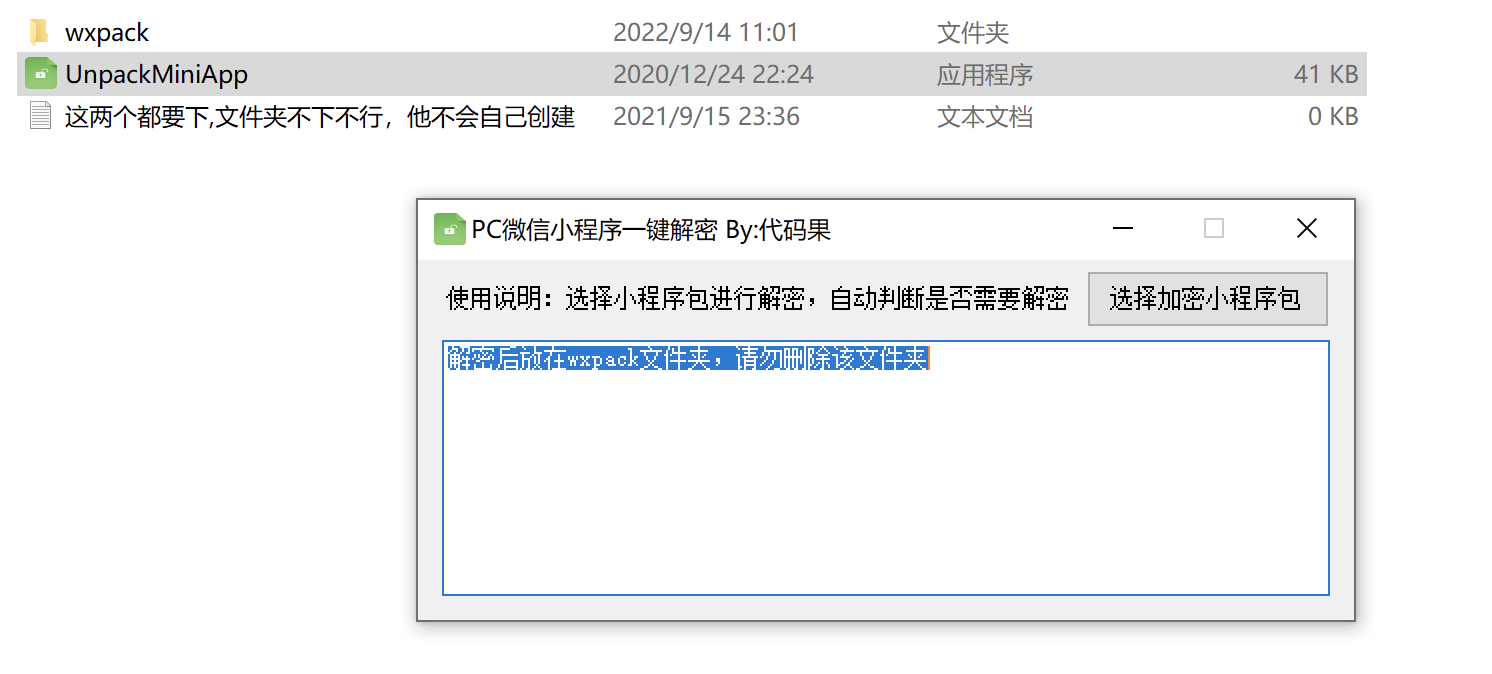 wxpack 2022/9/14 11:01 文件夹
UnpackMiniApp 2020/12/24 22:24 应用程序 41 KB
这两个都要下,文件夹不下不行，他不会自己创建 2021/9/15 23:36 文本文档 0 KB
PC微信小程序一键解密 By:代码果
使用说明：选择小程序包进行解密，自动判断是否需要解密 选择加密小程序包
解密后放在wxpack文件夹，请勿删除该文件夹